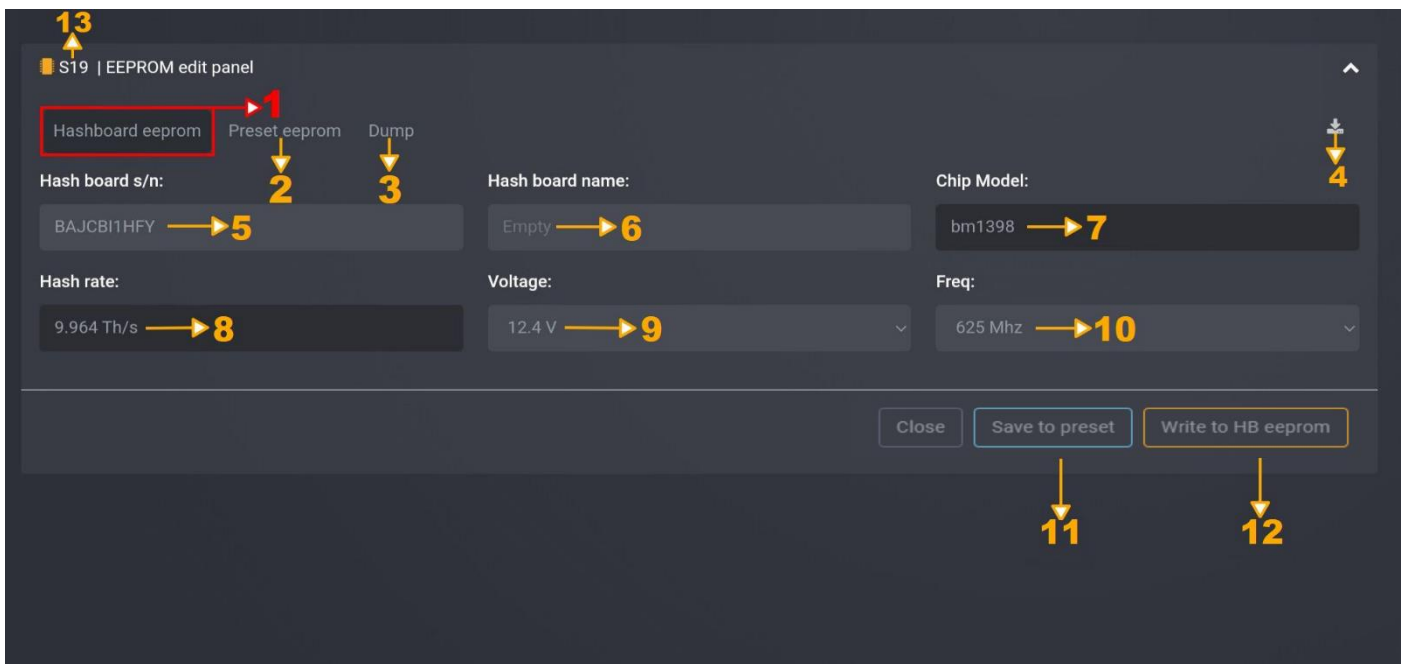 13
S19 | EEPROM edit panel
1
Hashboard eeprom Preset eeprom Dump
2 3 4
Hash board s/n: Hash board name: Chip Model:
BAJCBI1HFY 5 Empty 6 bm1398 7
Hash rate: Voltage: Freq:
9.964 Th/s 8 12.4 V 9 625 Mhz 10
Close Save to preset Write to HB eeprom
11 12